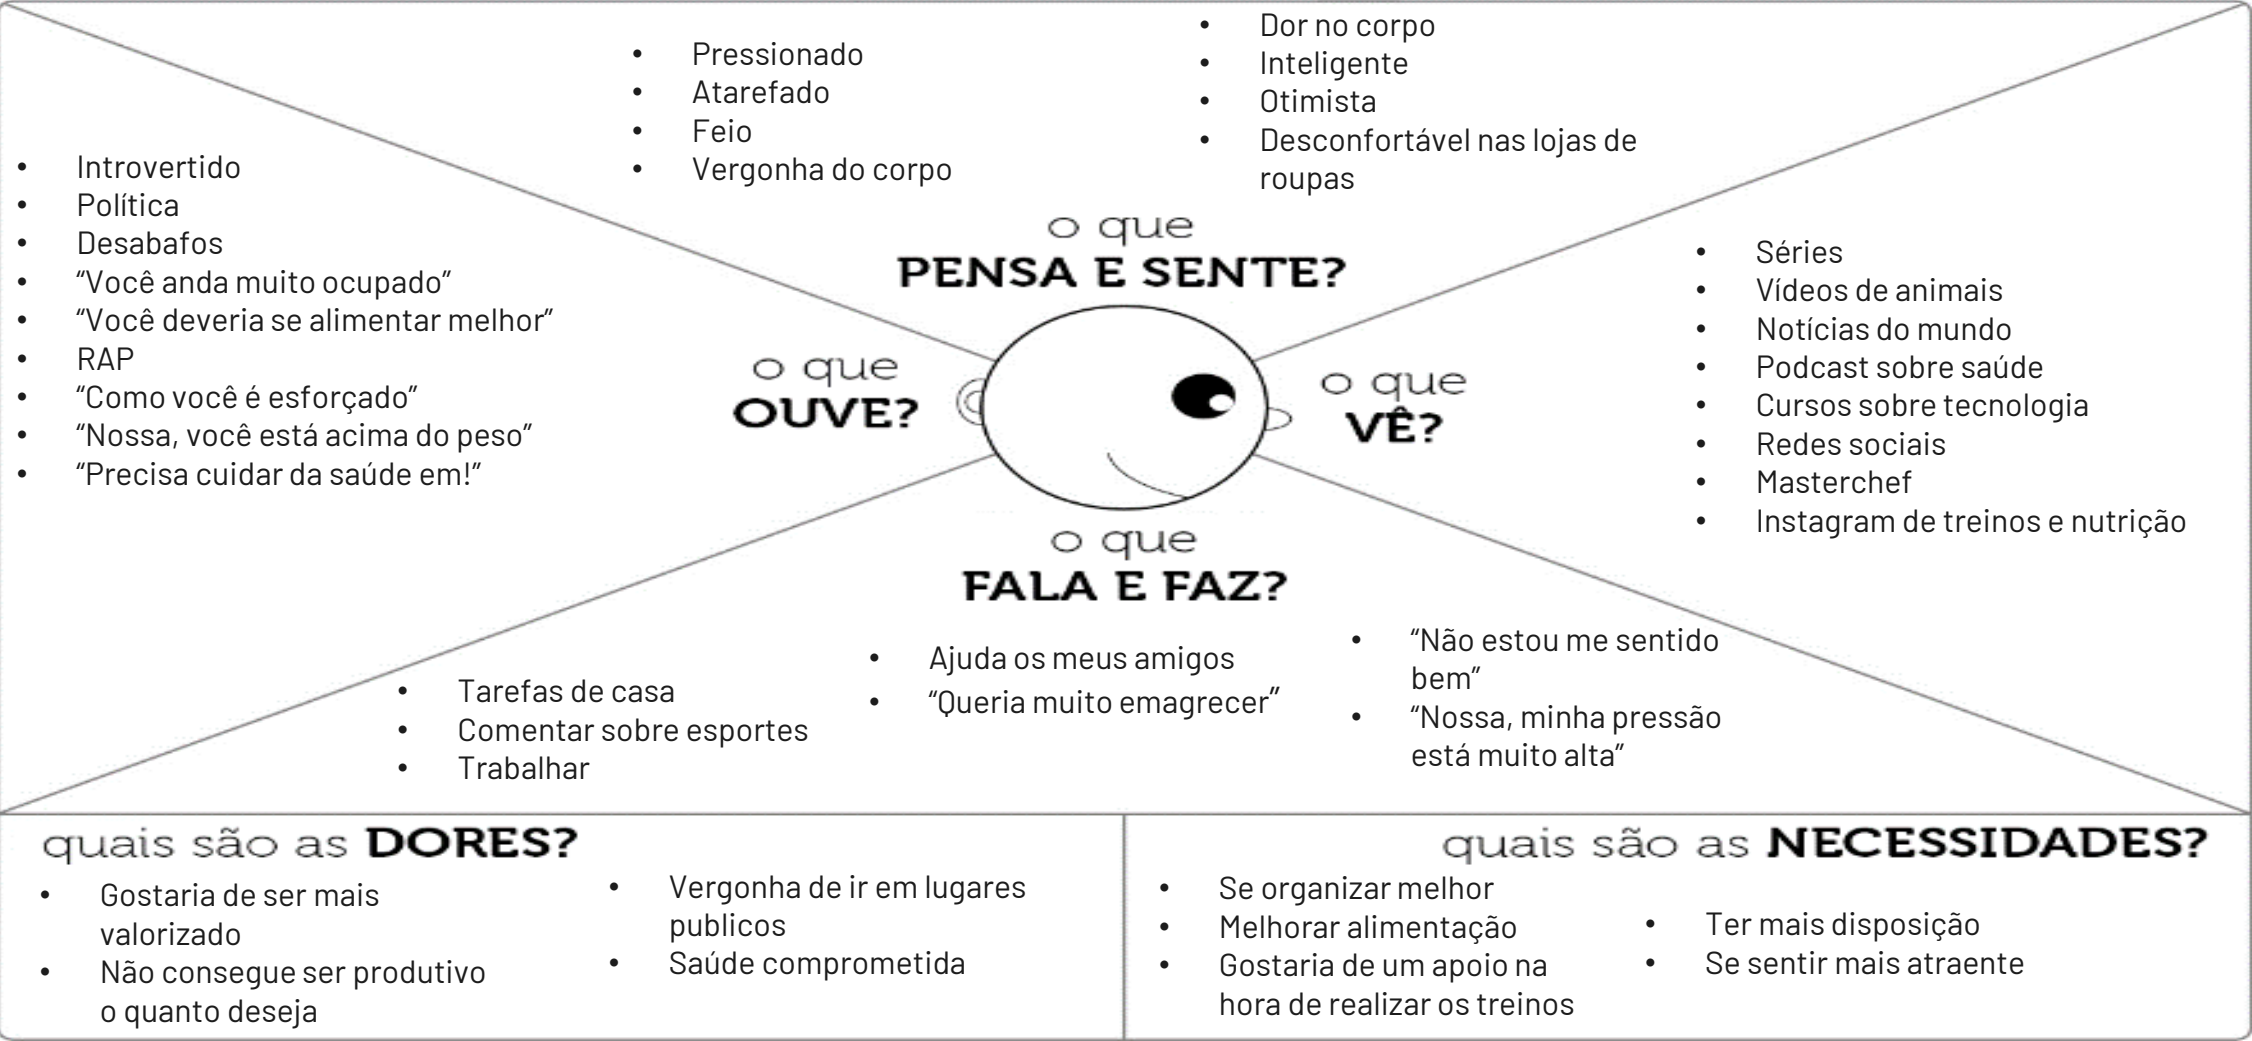 • Pressionado
• Atarefado
• Feio
• Vergonha do corpo
• Dor no corpo
• Inteligente
• Otimista
• Desconfortável nas lojas de
roupas
o que
PENSA E SENTE?
• Introvertido
• Política
• Desabafos
• “Você anda muito ocupado”
• “Você deveria se alimentar melhor”
• RAP
• “Como você é esforçado”
• “Nossa, você está acima do peso”
• “Precisa cuidar da saúde em!”
o que
OUVE?
o que
VÊ?
• Séries
• Vídeos de animais
• Notícias do mundo
• Podcast sobre saúde
• Cursos sobre tecnologia
• Redes sociais
• Masterchef
• Instagram de treinos e nutrição
o que
FALA E FAZ?
• Tarefas de casa
• Comentar sobre esportes
• Trabalhar
• Ajuda os meus amigos
• “Queria muito emagrecer”
• “Não estou me sentido
bem”
• “Nossa, minha pressão
está muito alta”
quais são as DORES?
• Gostaria de ser mais
valorizado
• Não consegue ser produtivo
o quanto deseja
• Vergonha de ir em lugares
publicos
• Saúde comprometida
quais são as NECESSIDADES?
• Se organizar melhor
• Melhorar alimentação
• Gostaria de um apoio na
hora de realizar os treinos
• Ter mais disposição
• Se sentir mais atraente